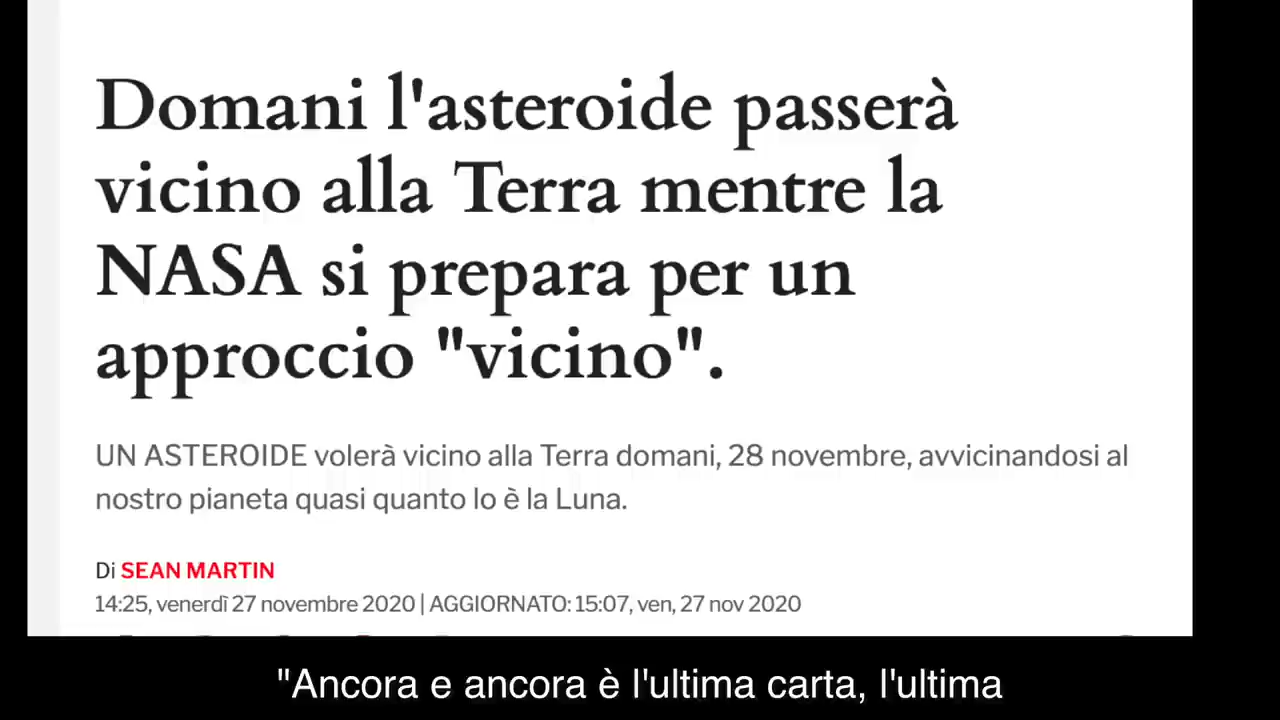 Domani l'asteroide passerà
vicino alla Terra mentre la
NASA si prepara per un
approccio "vicino".
UN ASTEROIDE volerà vicino alla Terra domani, 28 novembre, avvicinandosi al
nostro pianeta quasi quanto lo è la Luna.
Di SEAN MARTIN
14:25, venerdì 27 novembre 2020 | AGGIORNATO: 15:07, ven, 27 nov 2020
"Ancora e ancora è l'ultima carta, l'ultima